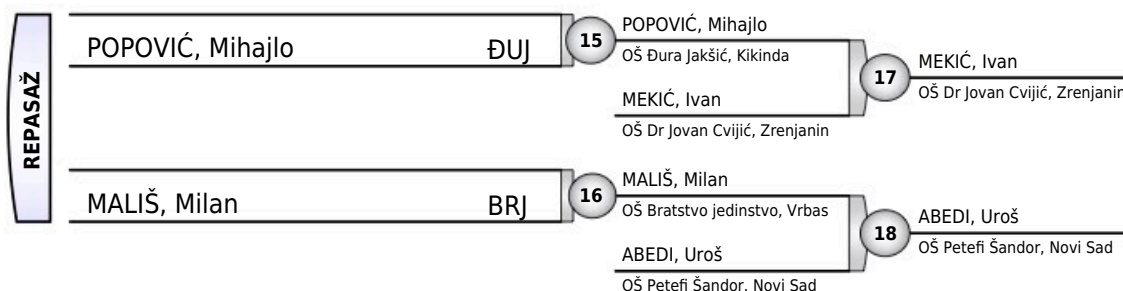 REPASAŽ
POPOVIĆ, Mihajlo ĐUJ
15
POPOVIĆ, Mihajlo
OŠ Đura Jakšić, Kikinda
MEKIĆ, Ivan
OŠ Dr Jovan Cvijić, Zrenjanin
17
MEKIĆ, Ivan
OŠ Dr Jovan Cvijić, Zrenjanin
MALIŠ, Milan BRJ
16
MALIŠ, Milan
OŠ Bratstvo jedinstvo, Vrbas
ABEDI, Uroš
OŠ Petefi Šandor, Novi Sad
18
ABEDI, Uroš
OŠ Petefi Šandor, Novi Sad